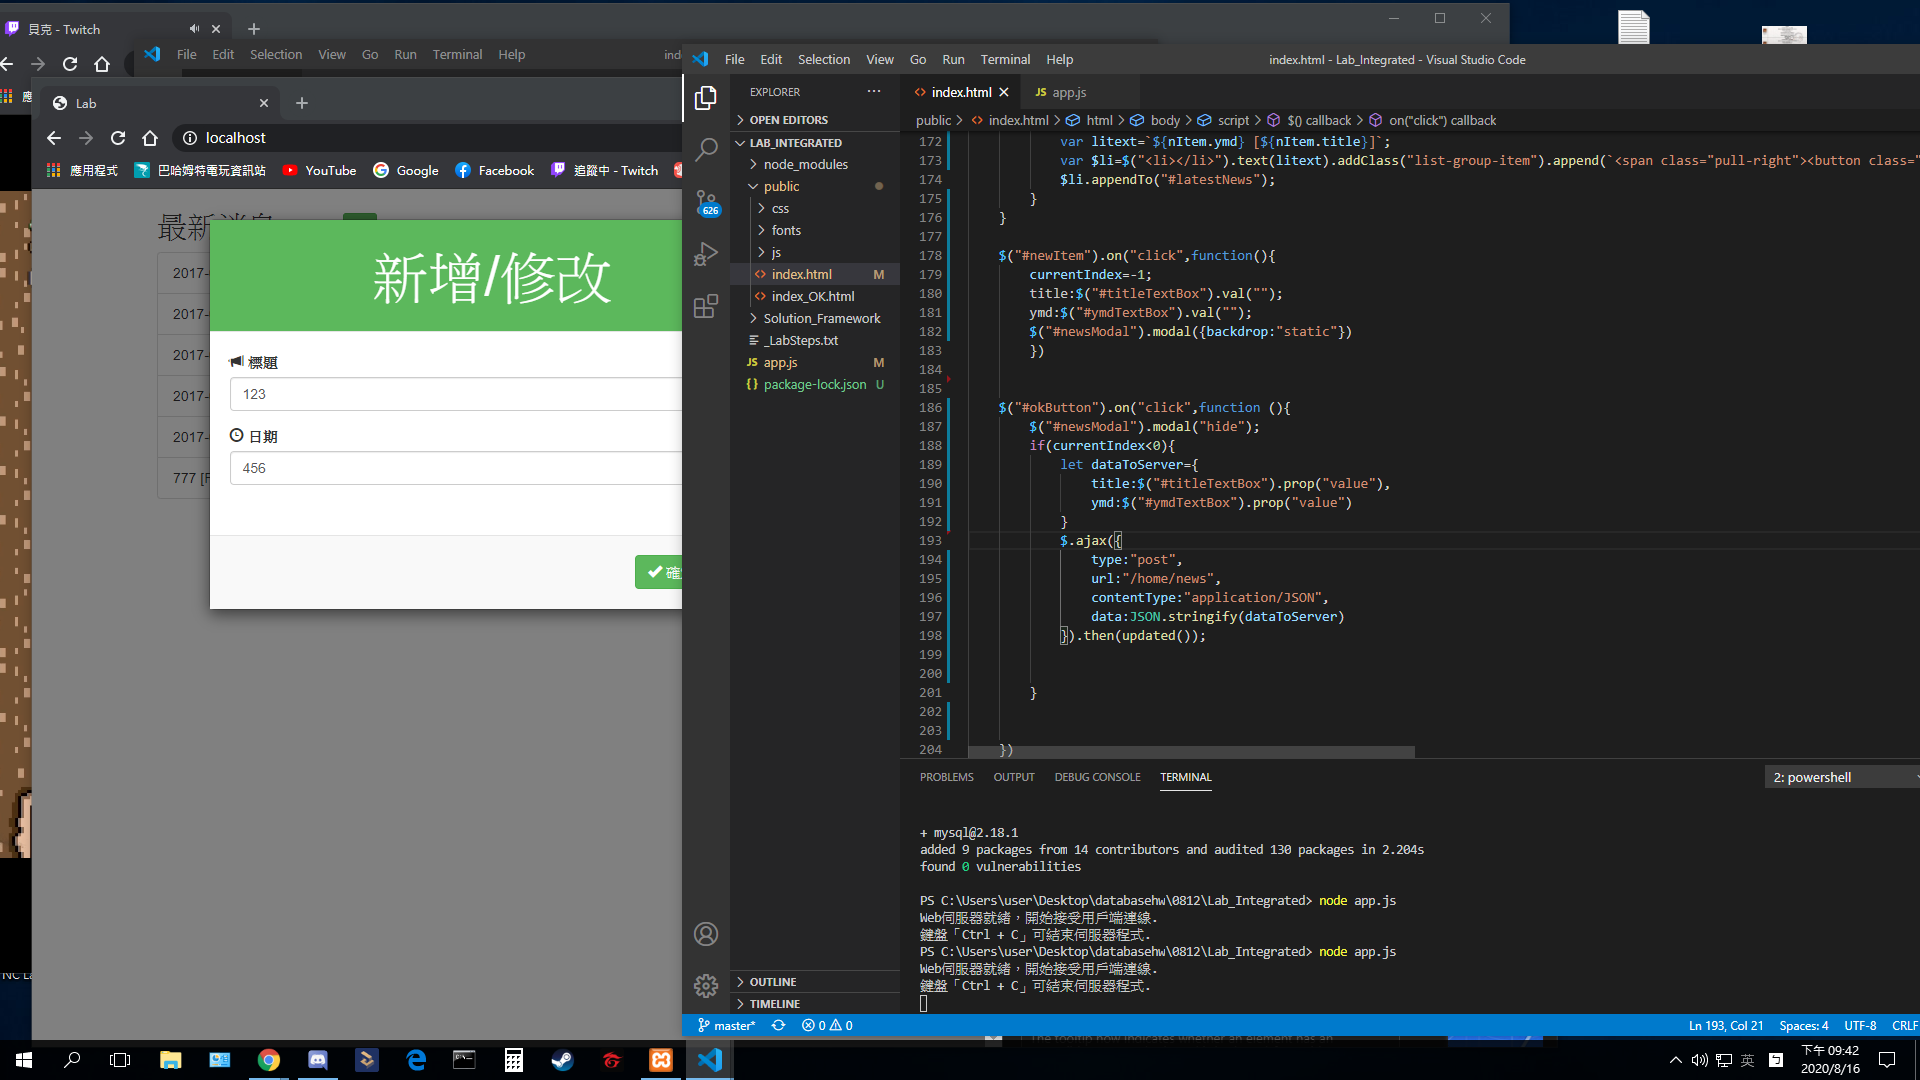 貝克 - Twitch
File Edit Selection View Go Run Terminal Help
Lab
localhost
應用程式 巴哈姆特電玩資訊站 YouTube Google Facebook 追蹤中 - Twitch
2017-
2017-
2017-
2017-
2017-
777 [F
新增/修改
標題
123
日期
456
File Edit Selection View Go Run Terminal Help
index.html - Lab_Integrated - Visual Studio Code
EXPLORER
OPEN EDITORS
LAB_INTEGRATED
node_modules
public
css
fonts
js
index.html M
index_OK.html
Solution_Framework
_LabSteps.txt
JS app.js M
{} package-lock.json U
OUTLINE
TIMELINE
626
index.html
JS app.js
public > index.html > html > body > script > $() callback > on("click") callback
172 var litext=`${nItem.ymd} [${nItem.title}]`;
173 var $li=$("<li></li>").text(litext).addClass("list-group-item").append(`<span class="pull-right"><button class="
174 $li.appendTo("#latestNews");
175 }
176 }
177
178 $("#newItem").on("click",function(){
179 currentIndex=-1;
180 title:$("#titleTextBox").val("");
181 ymd:$("#ymdTextBox").val("");
182 $("#newsModal").modal({backdrop:"static"})
183 })
184
185
186 $("#okButton").on("click",function (){
187 $("#newsModal").modal("hide");
188 if(currentIndex<0){
189 let dataToServer={
190 title:$("#titleTextBox").prop("value"),
191 ymd:$("#ymdTextBox").prop("value")
192 }
193 $.ajax({
194 type:"post",
195 url:"/home/news",
196 contentType:"application/JSON",
197 data:JSON.stringify(dataToServer)
198 }).then(updated());
199
200
201 }
202
203
204 })
PROBLEMS OUTPUT DEBUG CONSOLE TERMINAL
2: powershell
+ mysql@2.18.1
added 9 packages from 14 contributors and audited 130 packages in 2.204s
found 0 vulnerabilities
PS C:\Users\user\Desktop\databasehw\0812\Lab_Integrated> node app.js
Web伺服器就緒，開始接受用戶端連線.
鍵盤「Ctrl + C」可結束伺服器程式.
PS C:\Users\user\Desktop\databasehw\0812\Lab_Integrated> node app.js
Web伺服器就緒，開始接受用戶端連線.
鍵盤「Ctrl + C」可結束伺服器程式.
master* 0 0
Ln 193, Col 21 Spaces: 4 UTF-8 CRLF
英
下午 09:42
2020/8/16